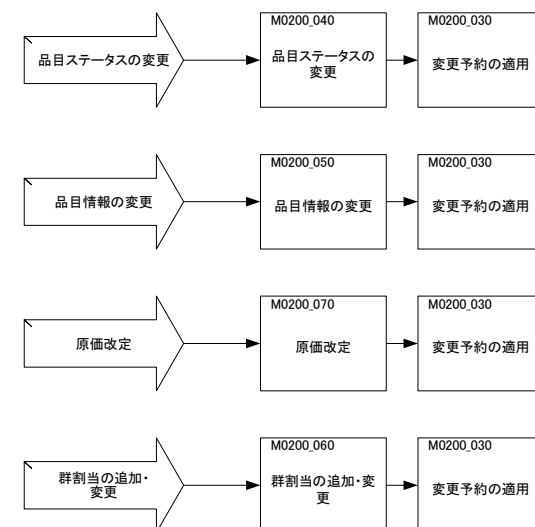 品目ステータスの変更
M0200_040
品目ステータスの
変更
M0200_030
変更予約の適用
品目情報の変更
M0200_050
品目情報の変更
M0200_030
変更予約の適用
原価改定
M0200_070
原価改定
M0200_030
変更予約の適用
群割当の追加・
変更
M0200_060
群割当の追加・変
更
M0200_030
変更予約の適用